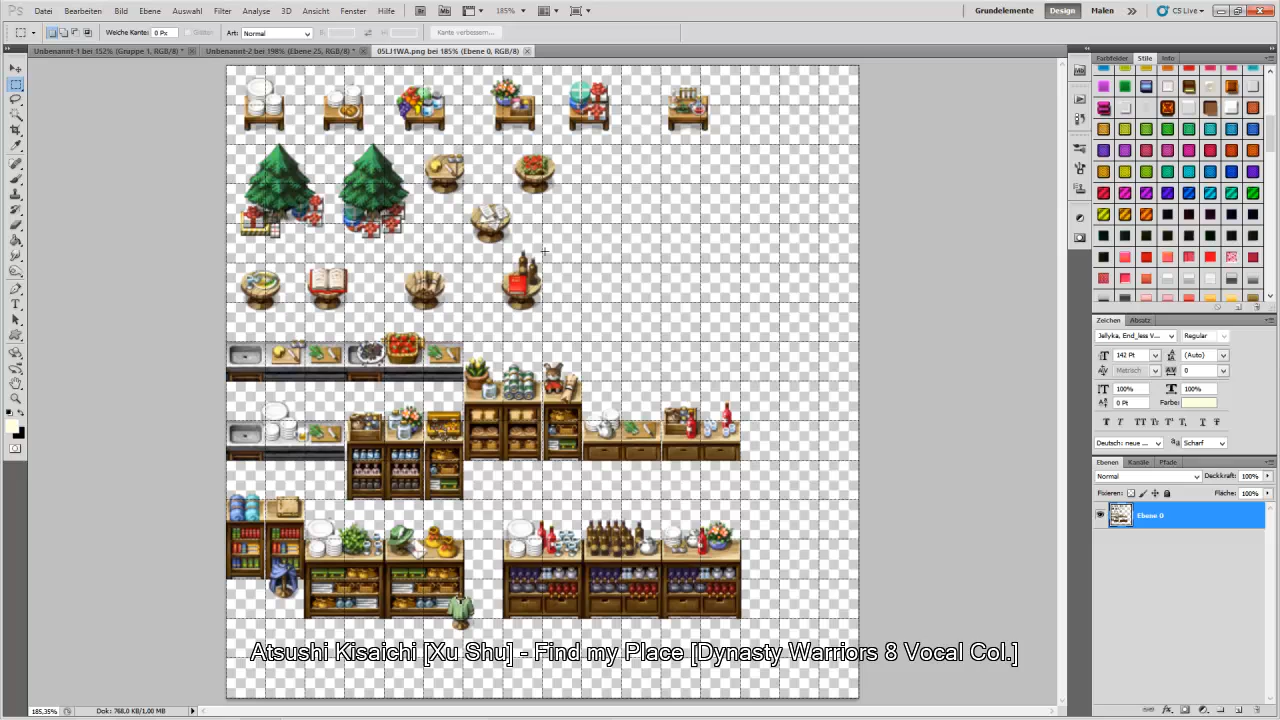 Ps Datei Bearbeiten Bild Ebene Auswahl Filter Analyse 3D Ansicht Fenster Hilfe Br Mb 185% Grundelemente Design Malen CS Live
Weiche Kante: 0 Px Glätten Art: Normal B: H: Kante verbessern...
Unbenannt-1 bei 152% (Gruppe 1, RGB/8) * Unbenannt-2 bei 198% (Ebene 25, RGB/8) * 05LJ1WA.png bei 185% (Ebene 0, RGB/8)
Farbfelder Stile Info
Zeichen Absatz
Jellyka, End_less V... Regular
142 Pt (Auto)
Metrisch 0
100% 100%
0 Pt Farbe:
Deutsch: neue ... Scharf
Ebenen Kanäle Pfade
Normal Deckkraft: 100%
Fixieren: Fläche: 100%
Ebene 0
Atsushi Kisaichi [Xu Shu] - Find my Place [Dynasty Warriors 8 Vocal Col.]
185,35% Dok: 768,0 KB/1,00 MB